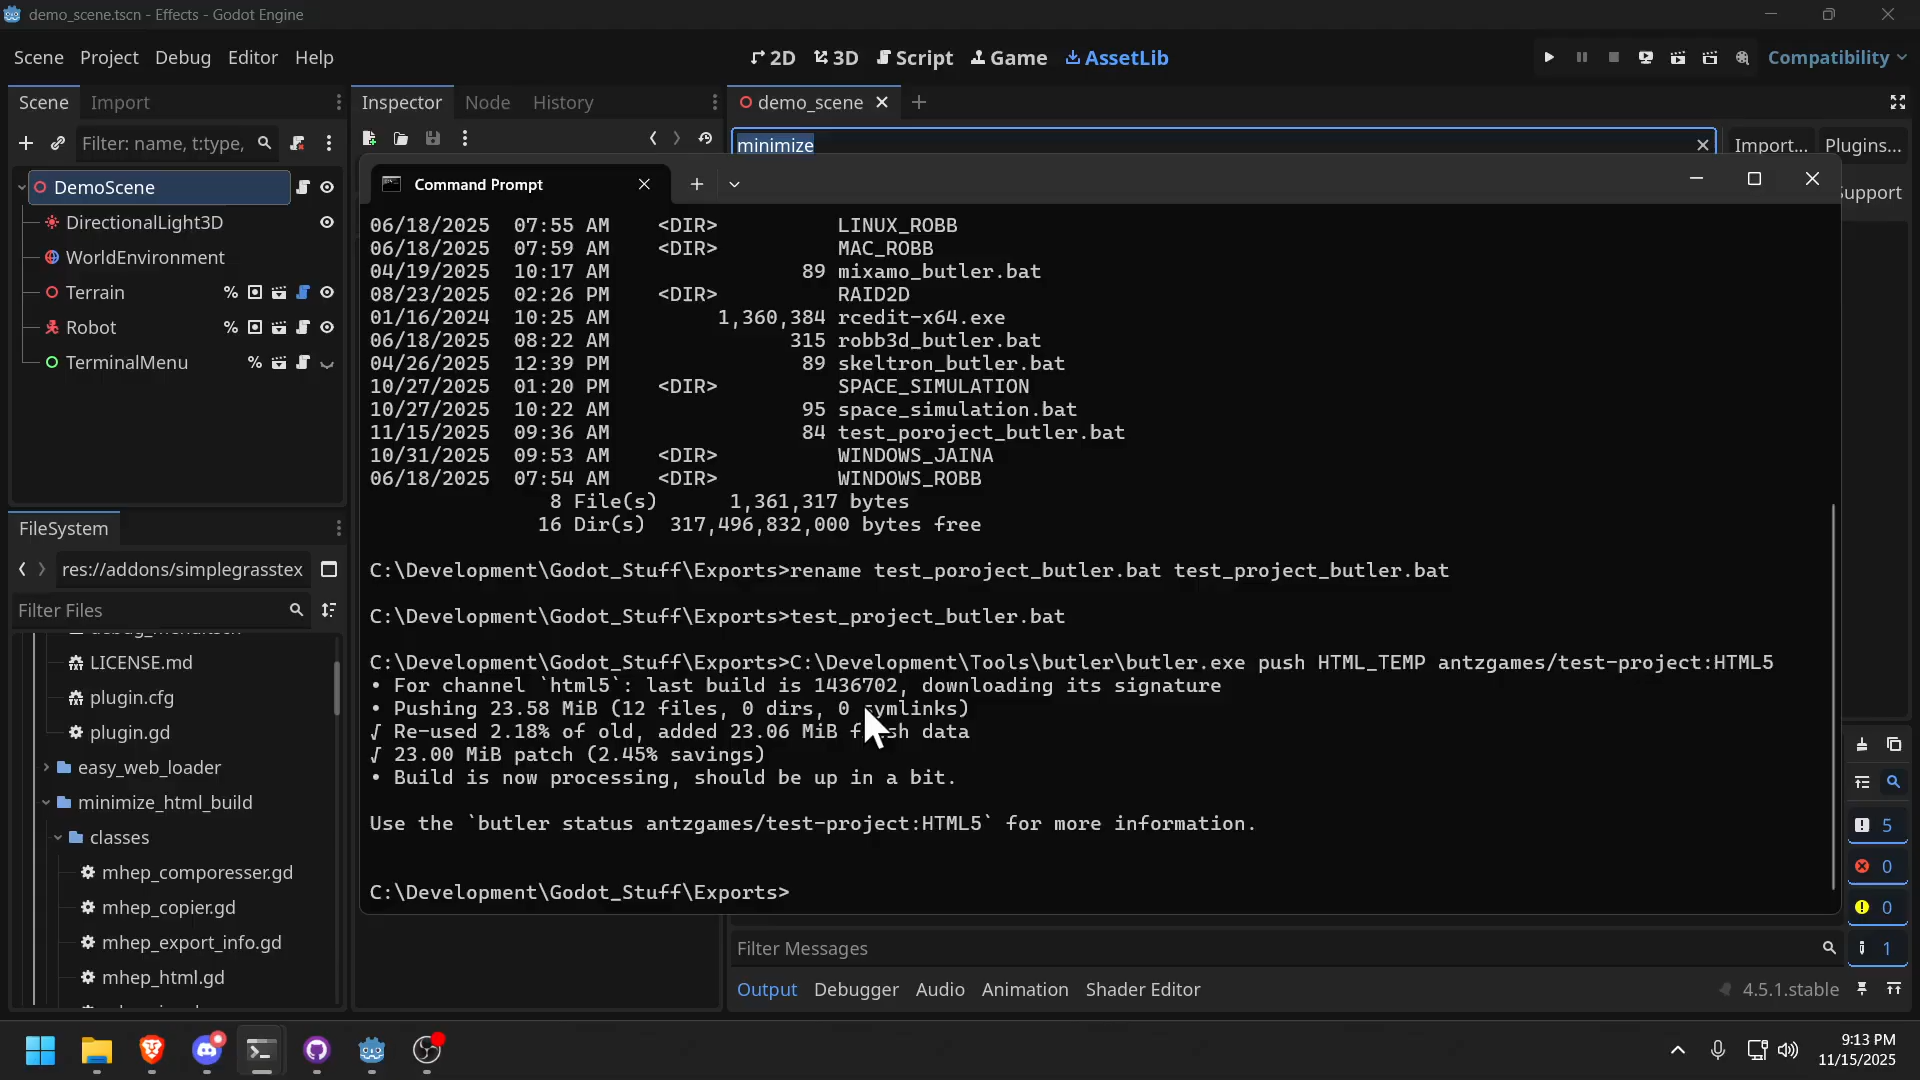 demo_scene.tscn - Effects - Godot Engine
Scene Project Debug Editor Help
2D 3D Script Game AssetLib
Compatibility
Scene Import
Inspector Node History
demo_scene
Filter: name, t:type,
minimize
Import... Plugins...
Support
DemoScene
DirectionalLight3D
WorldEnvironment
Terrain
Robot
TerminalMenu
Command Prompt
06/18/2025 07:55 AM <DIR> LINUX_ROBB
06/18/2025 07:59 AM <DIR> MAC_ROBB
04/19/2025 10:17 AM 89 mixamo_butler.bat
08/23/2025 02:26 PM <DIR> RAID2D
01/16/2024 10:25 AM 1,360,384 rcedit-x64.exe
06/18/2025 08:22 AM 315 robb3d_butler.bat
04/26/2025 12:39 PM 89 skeltron_butler.bat
10/27/2025 01:20 PM <DIR> SPACE_SIMULATION
10/27/2025 10:22 AM 95 space_simulation.bat
11/15/2025 09:36 AM 84 test_poroject_butler.bat
10/31/2025 09:53 AM <DIR> WINDOWS_JAINA
06/18/2025 07:54 AM <DIR> WINDOWS_ROBB
8 File(s) 1,361,317 bytes
16 Dir(s) 317,496,832,000 bytes free
C:\Development\Godot_Stuff\Exports>rename test_poroject_butler.bat test_project_butler.bat
C:\Development\Godot_Stuff\Exports>test_project_butler.bat
C:\Development\Godot_Stuff\Exports>C:\Development\Tools\butler\butler.exe push HTML_TEMP antzgames/test-project:HTML5
• For channel `html5`: last build is 1436702, downloading its signature
• Pushing 23.58 MiB (12 files, 0 dirs, 0 symlinks)
√ Re-used 2.18% of old, added 23.06 MiB fresh data
√ 23.00 MiB patch (2.45% savings)
• Build is now processing, should be up in a bit.
Use the `butler status antzgames/test-project:HTML5` for more information.
C:\Development\Godot_Stuff\Exports>
FileSystem
res://addons/simplegrasstex
Filter Files
LICENSE.md
plugin.cfg
plugin.gd
easy_web_loader
minimize_html_build
classes
mhep_comporesser.gd
mhep_copier.gd
mhep_export_info.gd
mhep_html.gd
5
0
0
1
Filter Messages
Output Debugger Audio Animation Shader Editor
4.5.1.stable
9:13 PM
11/15/2025